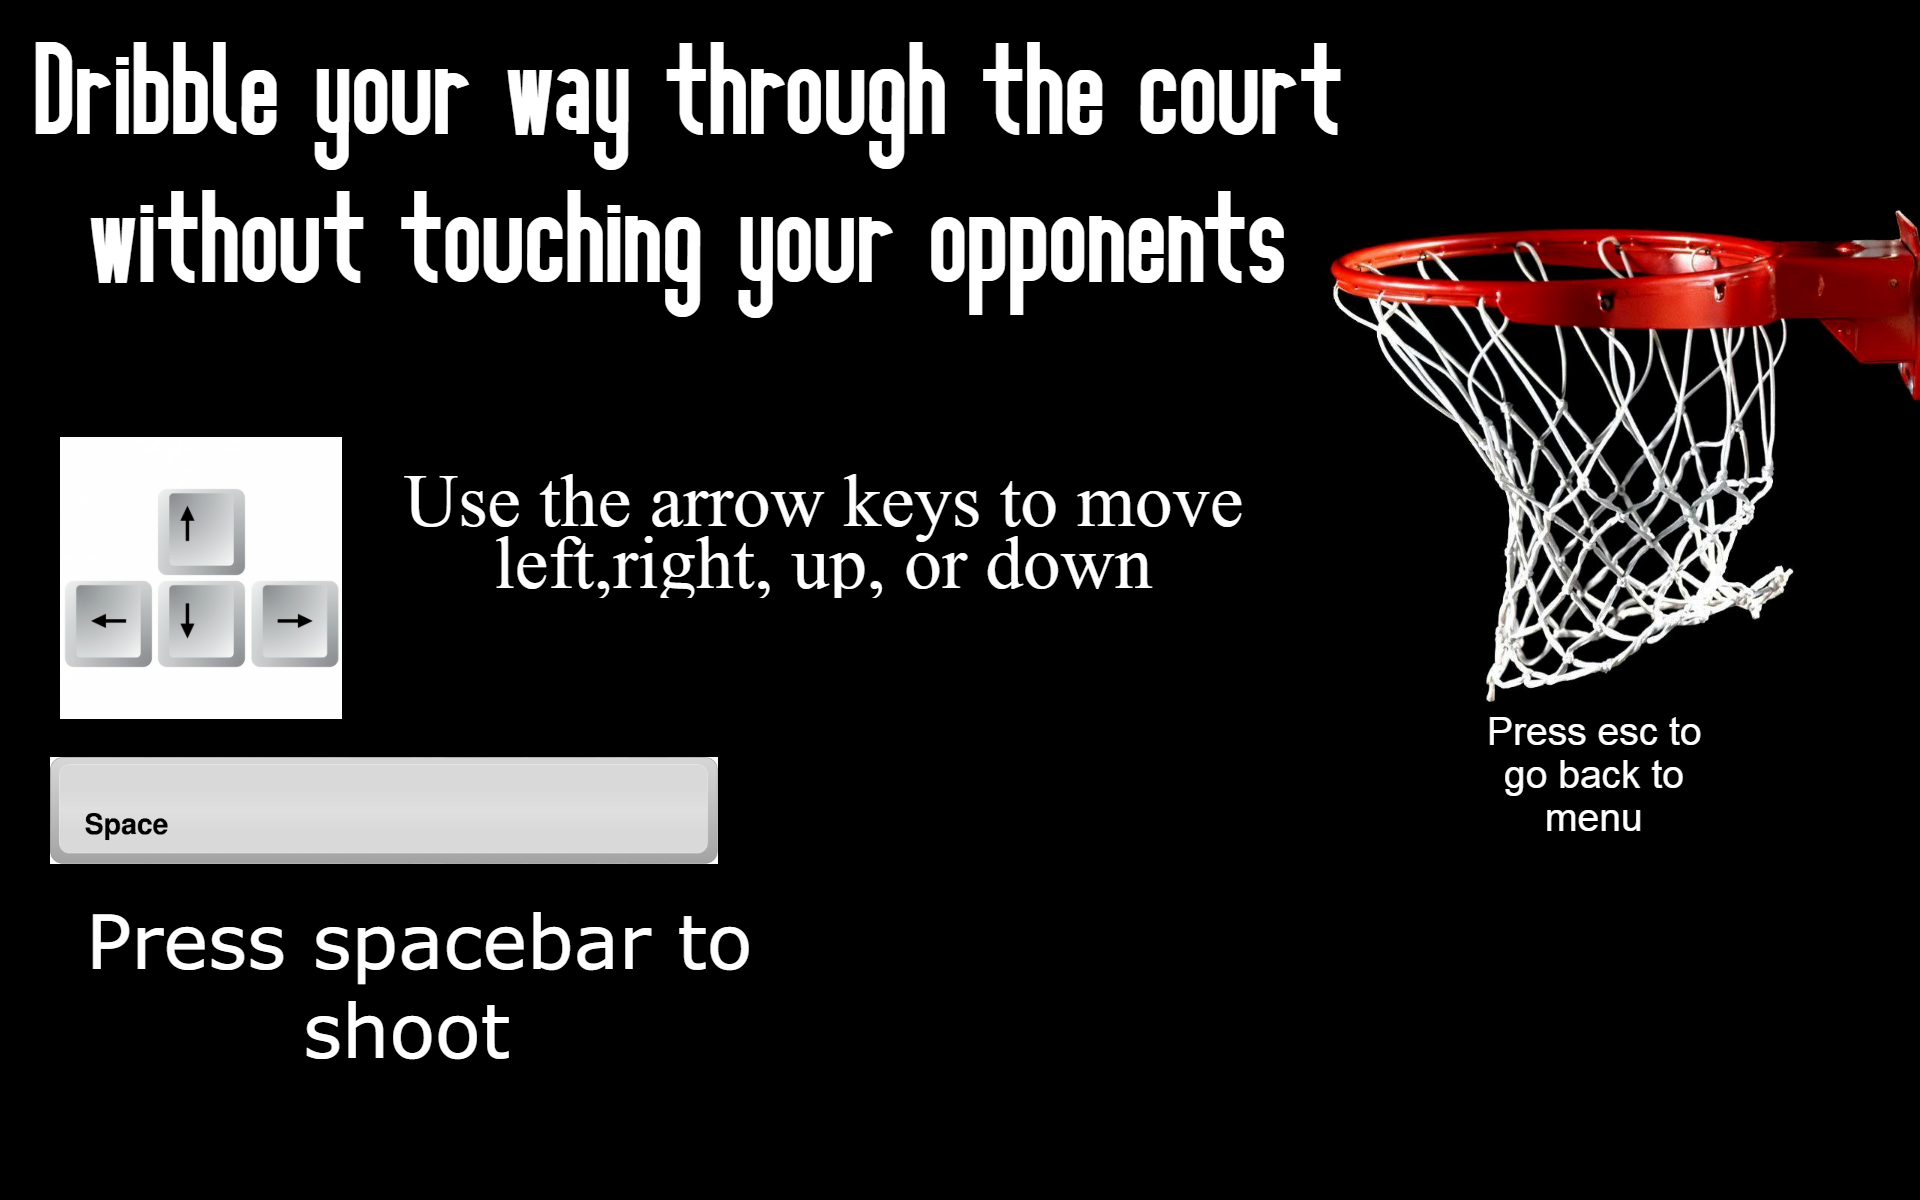 Dribble your way through the court
without touching your opponents
Use the arrow keys to move
left,right, up, or down
Space
Press spacebar to
shoot
Press esc to
go back to
menu